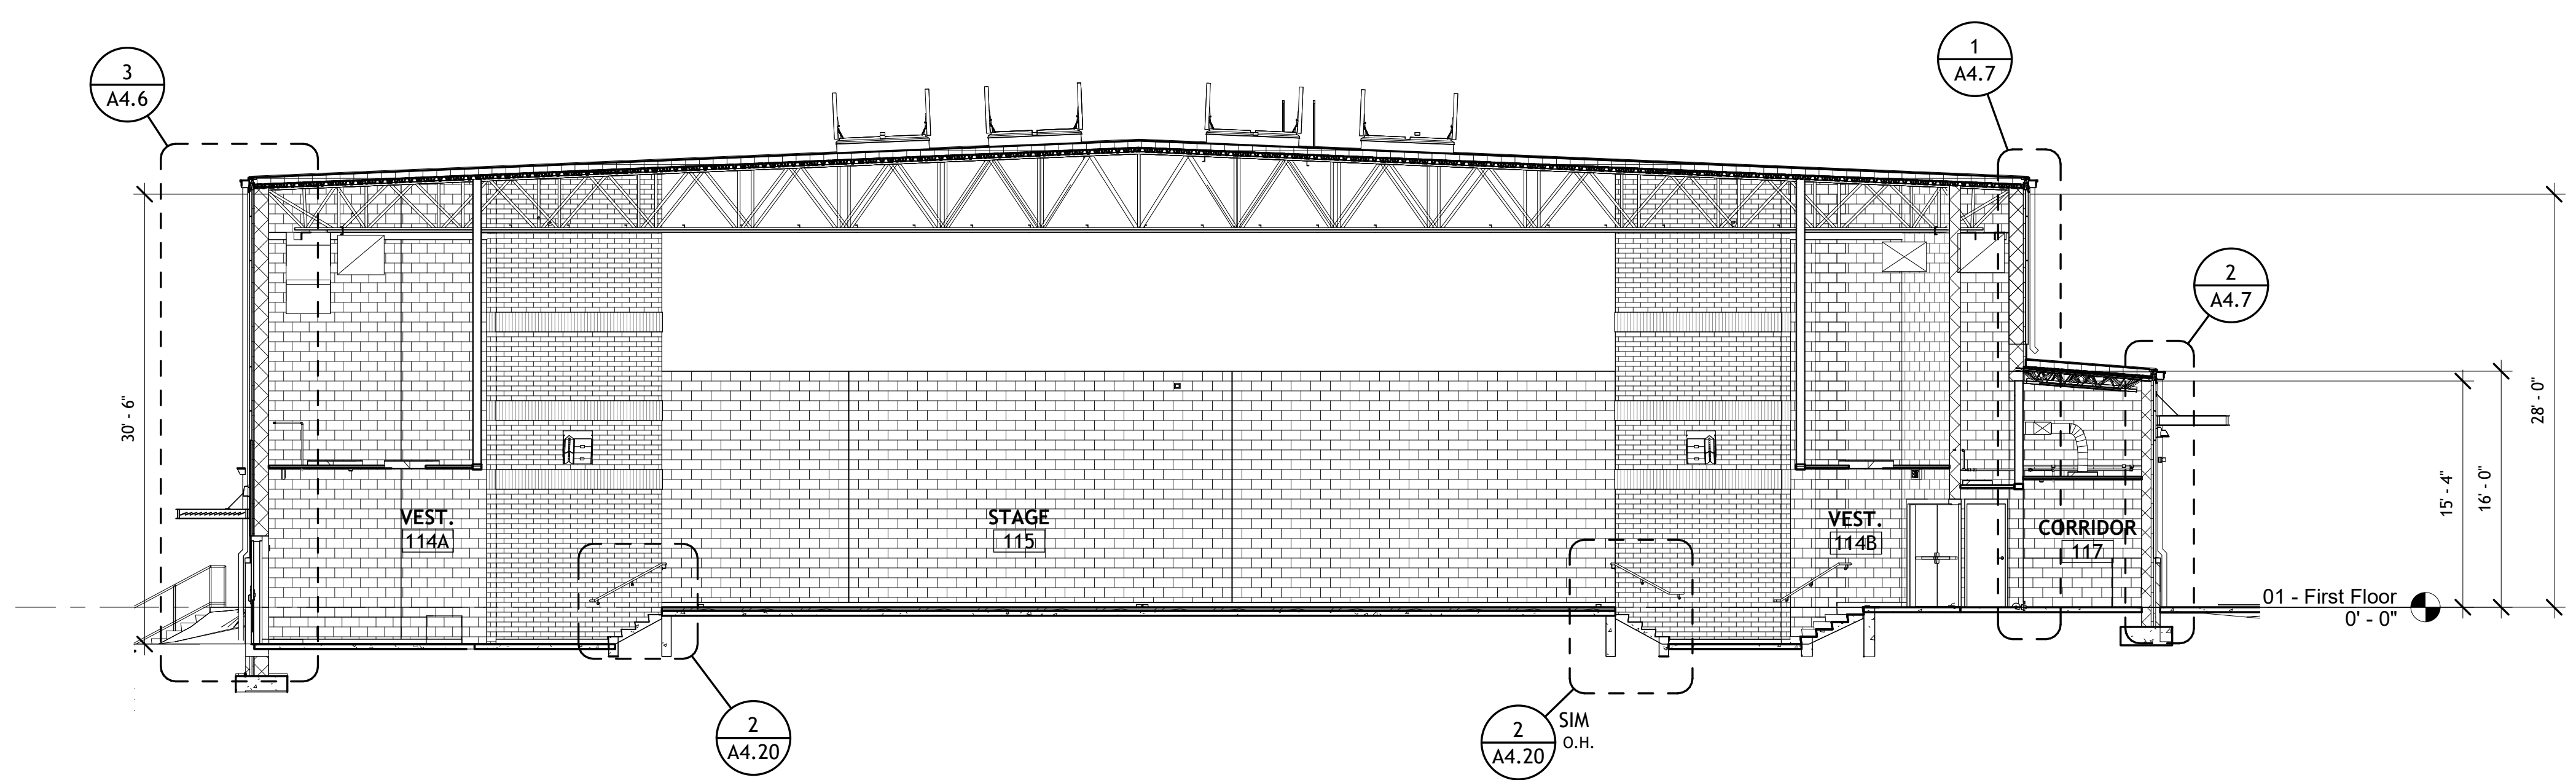 3
A4.6
1
A4.7
2
A4.7
30' - 6"
28' - 0"
15' - 4"
16' - 0"
VEST.
114A
STAGE
115
VEST.
114B
CORRIDOR
117
01 - First Floor
0' - 0"
2
A4.20
2
A4.20
SIM
O.H.